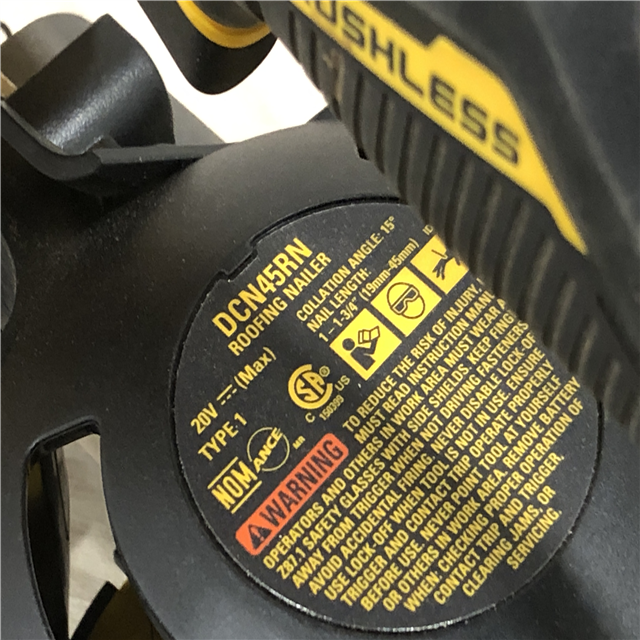 RUSHLESS
DCN45RN
ROOFING NAILER
COLLATION ANGLE: 15°
NAIL LENGTH:
- 1.3/4" (19mm-45mm)
20V ⎓ (Max)
TYPE 1
C US
NOM ANCE MR
WARNING
TO REDUCE THE RISK OF INJURY
MUST READ INSTRUCTION
OPERATORS AND OTHERS IN WORK AREA MUST WEAR
Z87.1 SAFETY GLASSES WITH SIDE SHIELDS. KEEP
AWAY FROM TRIGGER WHEN NOT DRIVING FASTENERS
AVOID ACCIDENTAL FIRING. NEVER DISABLE LOCK OF
USE LOCK OFF WHEN TOOL IS NOT IN USE. ENSURE
TRIGGER AND CONTACT TRIP OPERATE PROPERLY
BEFORE USE. NEVER POINT TOOL AT YOURSELF
OR OTHERS IN WORK AREA. REMOVE BATTERY
WHEN: CHECKING PROPER OPERATION OF
CONTACT TRIP AND TRIGGER,
CLEARING JAMS, OR
SERVICING